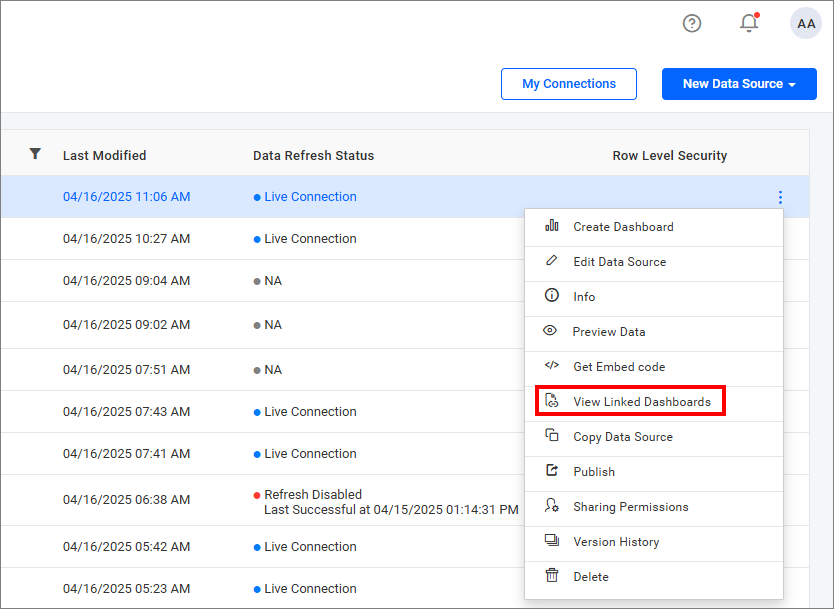 AA
My Connections
New Data Source
Last Modified Data Refresh Status Row Level Security
04/16/2025 11:06 AM Live Connection
04/16/2025 10:27 AM Live Connection
04/16/2025 09:04 AM NA
04/16/2025 09:02 AM NA
04/16/2025 07:51 AM NA
04/16/2025 07:43 AM Live Connection
04/16/2025 07:41 AM Live Connection
04/16/2025 06:38 AM Refresh Disabled
Last Successful at 04/15/2025 01:14:31 PM
04/16/2025 05:42 AM Live Connection
04/16/2025 05:23 AM Live Connection
Create Dashboard
Edit Data Source
Info
Preview Data
Get Embed code
View Linked Dashboards
Copy Data Source
Publish
Sharing Permissions
Version History
Delete